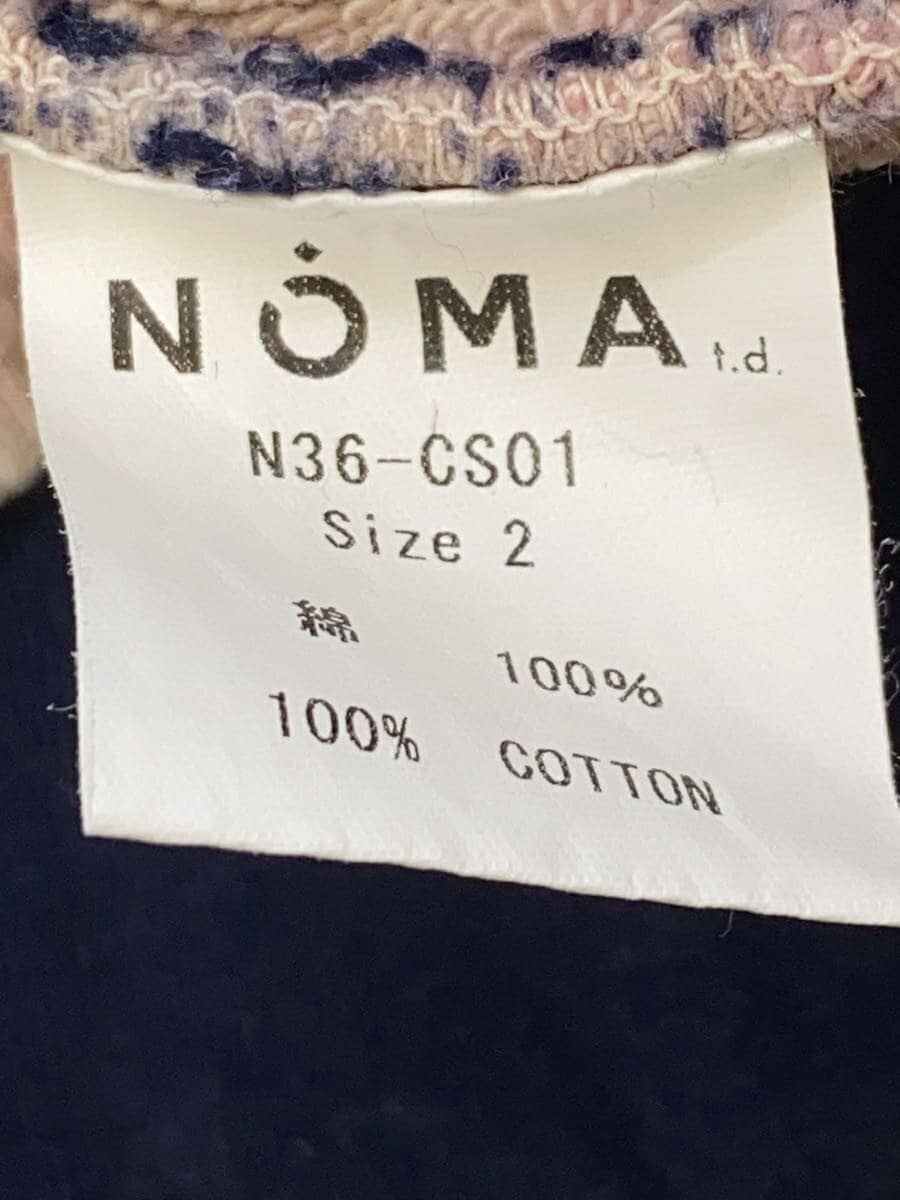 NOMA t.d.
N36-CS01
Size 2
綿 100%
100% COTTON